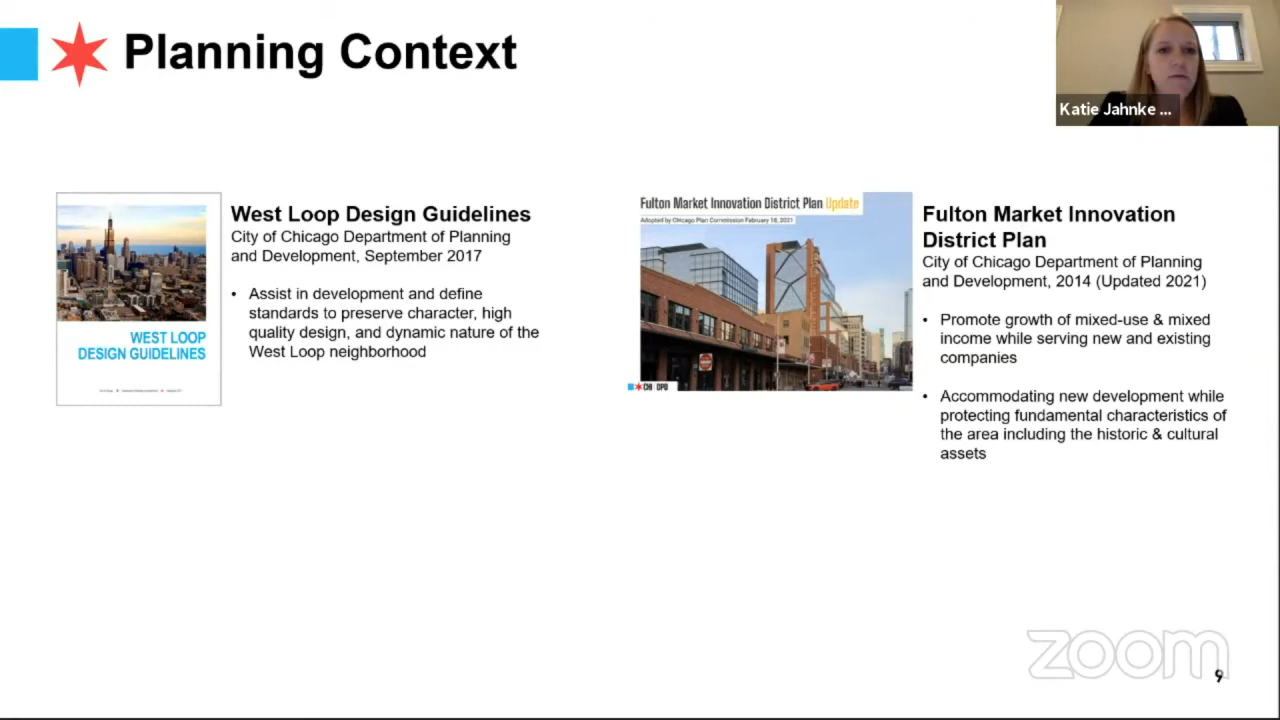 Planning Context
Katie Jahnke ...
WEST LOOP
DESIGN GUIDELINES
West Loop Design Guidelines
City of Chicago Department of Planning
and Development, September 2017
• Assist in development and define
standards to preserve character, high
quality design, and dynamic nature of the
West Loop neighborhood
Fulton Market Innovation District Plan Update
Adopted by Chicago Plan Commission February 18, 2021
CHI DPD
Fulton Market Innovation
District Plan
City of Chicago Department of Planning
and Development, 2014 (Updated 2021)
• Promote growth of mixed-use & mixed
income while serving new and existing
companies
• Accommodating new development while
protecting fundamental characteristics of
the area including the historic & cultural
assets
zoom
9